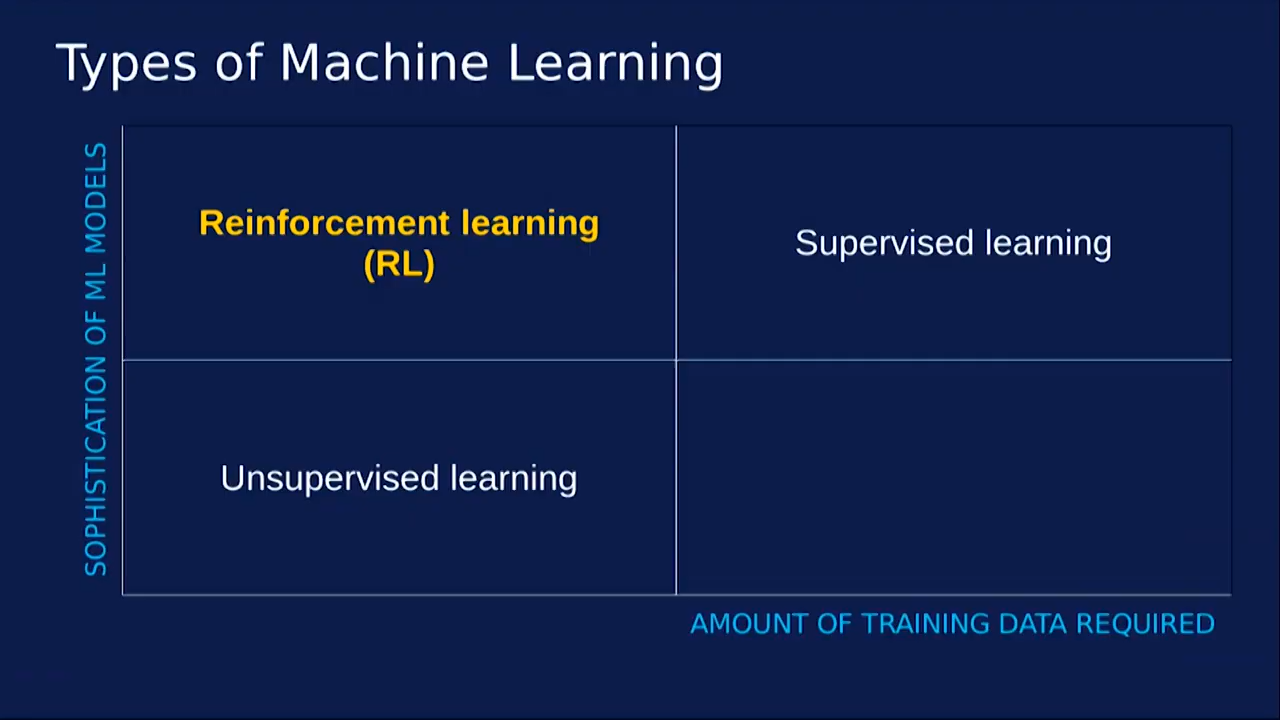 Types of Machine Learning
SOPHISTICATION OF ML MODELS
Reinforcement learning
(RL)
Supervised learning
Unsupervised learning
AMOUNT OF TRAINING DATA REQUIRED